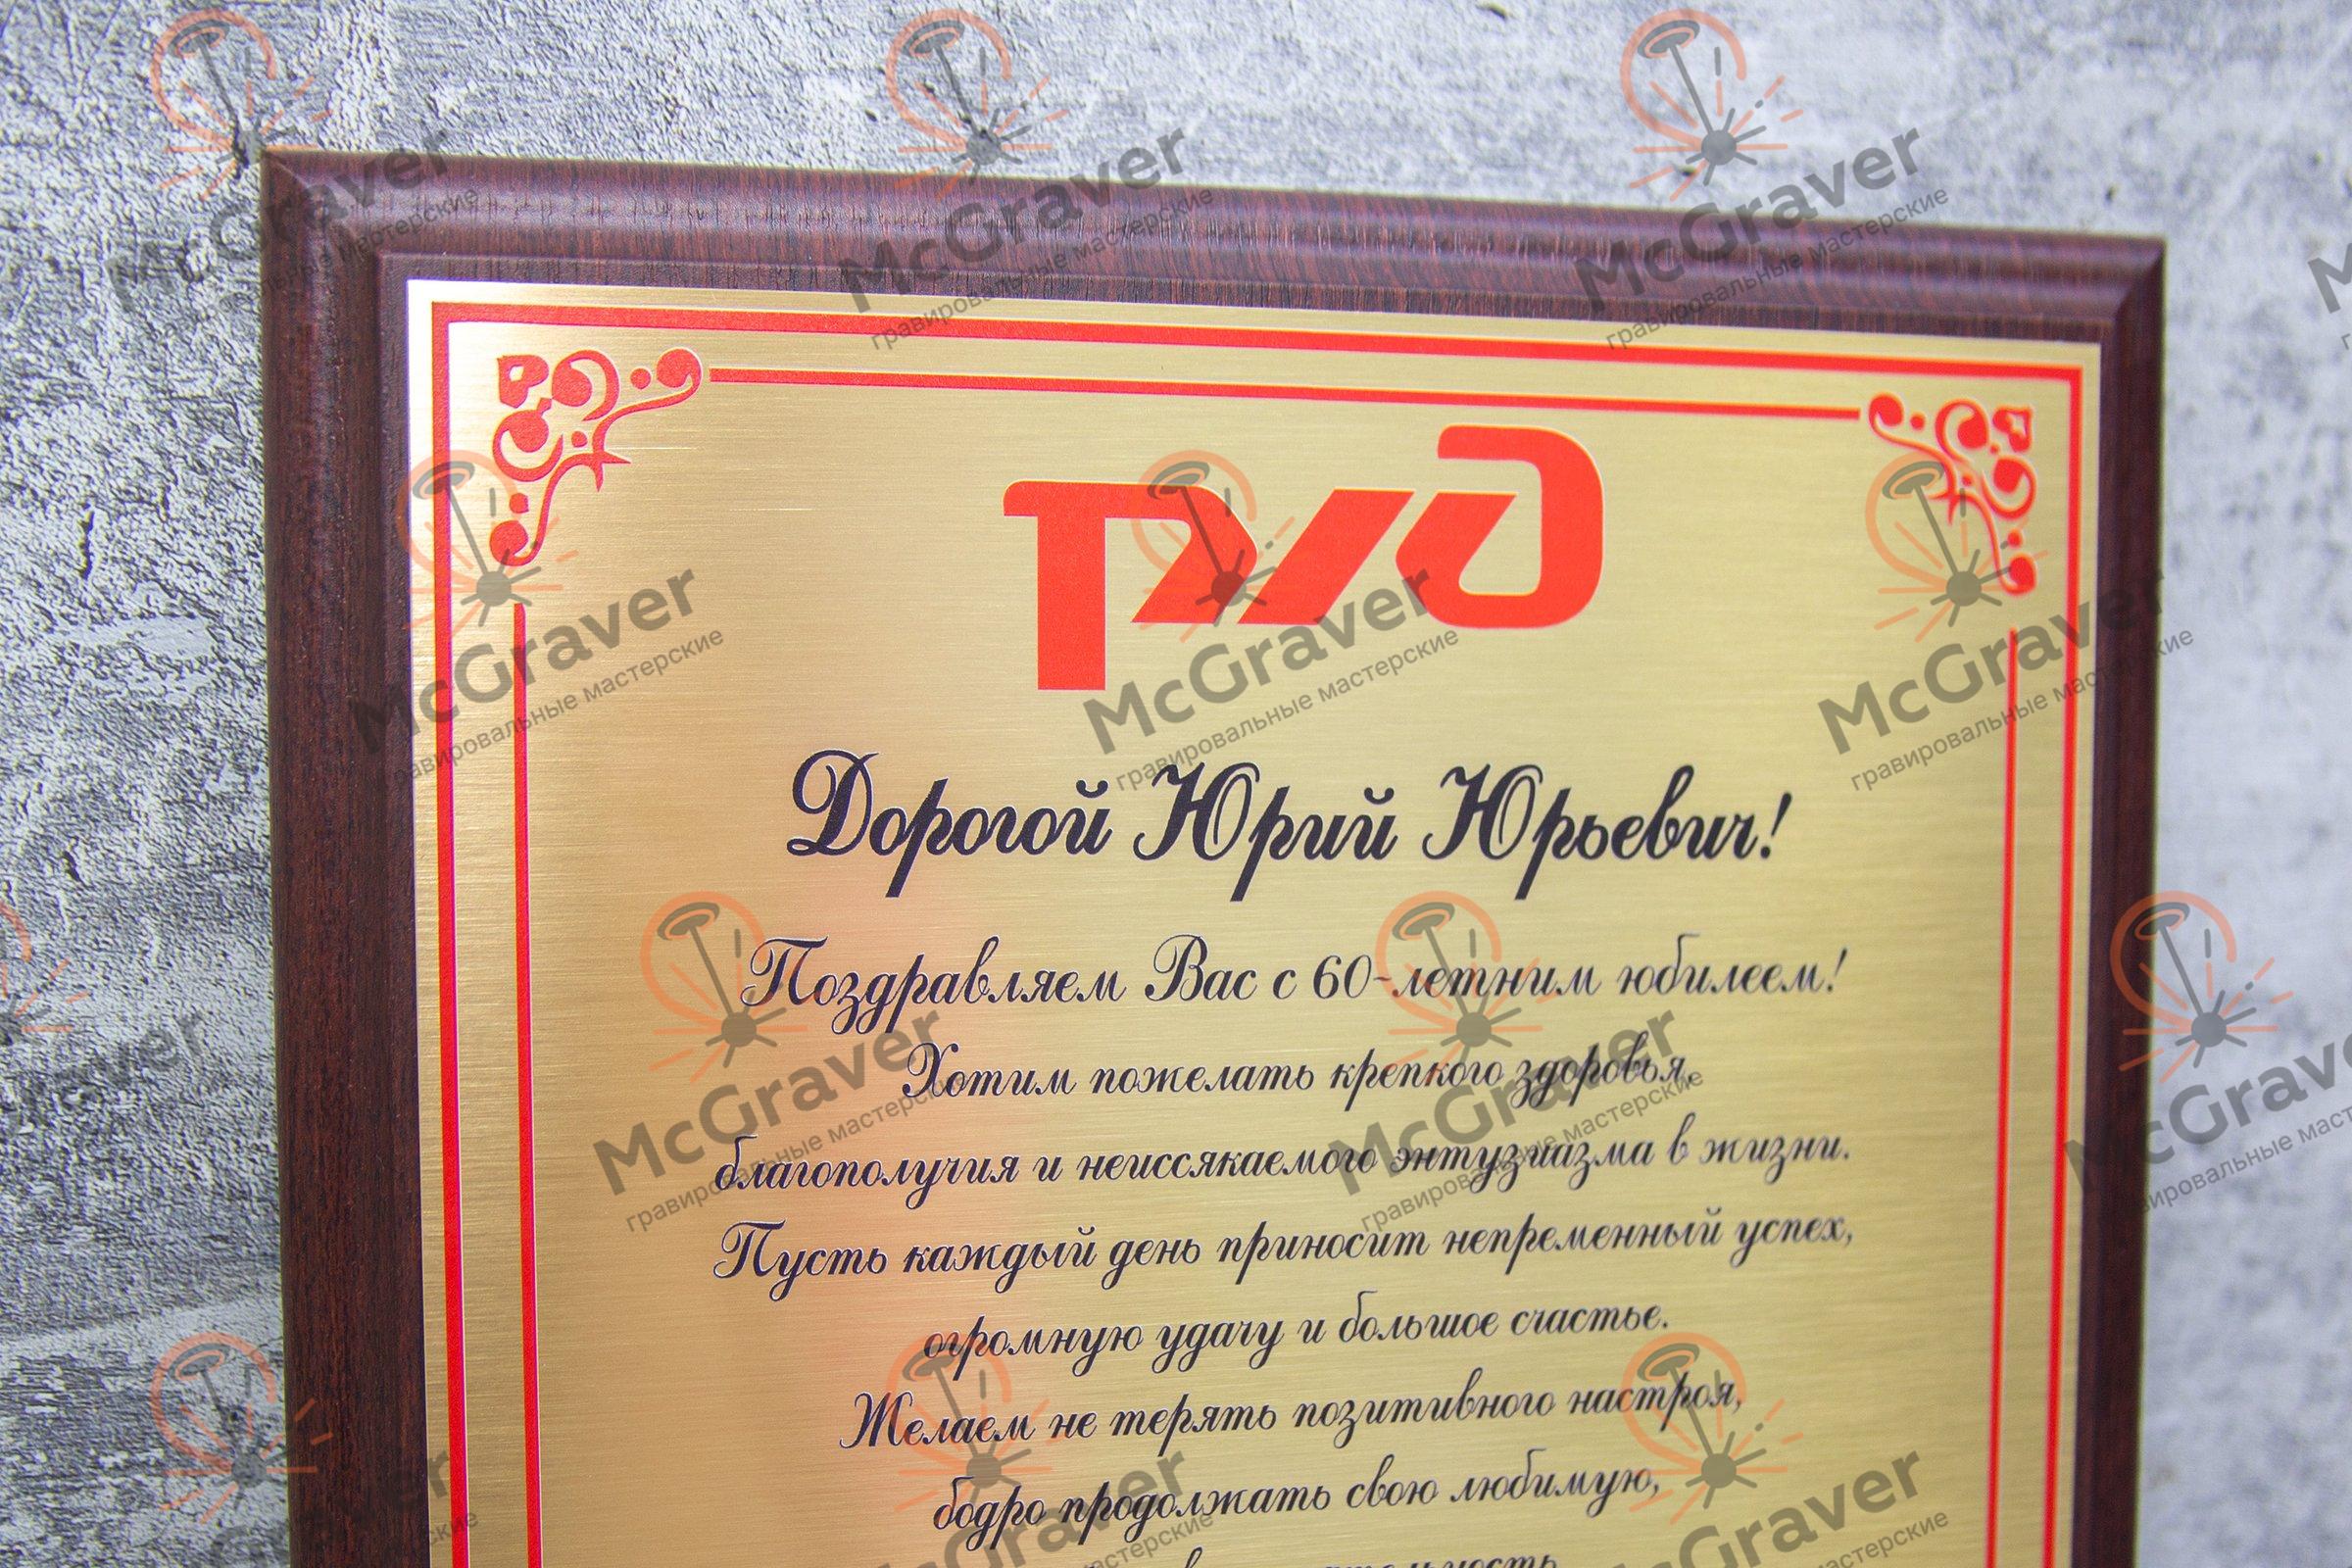 РЖД
Дорогой Юрий Юрьевич!
Поздравляем Вас с 60-летним юбилеем!
Хотим пожелать крепкого здоровья,
благополучия и неиссякаемого энтузиазма в жизни.
Пусть каждый день приносит непременный успех,
огромную удачу и большое счастье.
Желаем не терять позитивного настроя,
бодро продолжать свою любимую,
McGraver
гравировальные мастерские